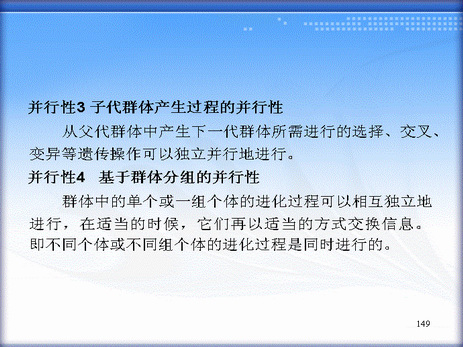 并行性3 子代群体产生过程的并行性
从父代群体中产生下一代群体所需进行的选择、交叉、
变异等遗传操作可以独立并行地进行。
并行性4 基于群体分组的并行性
群体中的单个或一组个体的进化过程可以相互独立地
进行，在适当的时候，它们再以适当的方式交换信息。
即不同个体或不同组个体的进化过程是同时进行的。
149